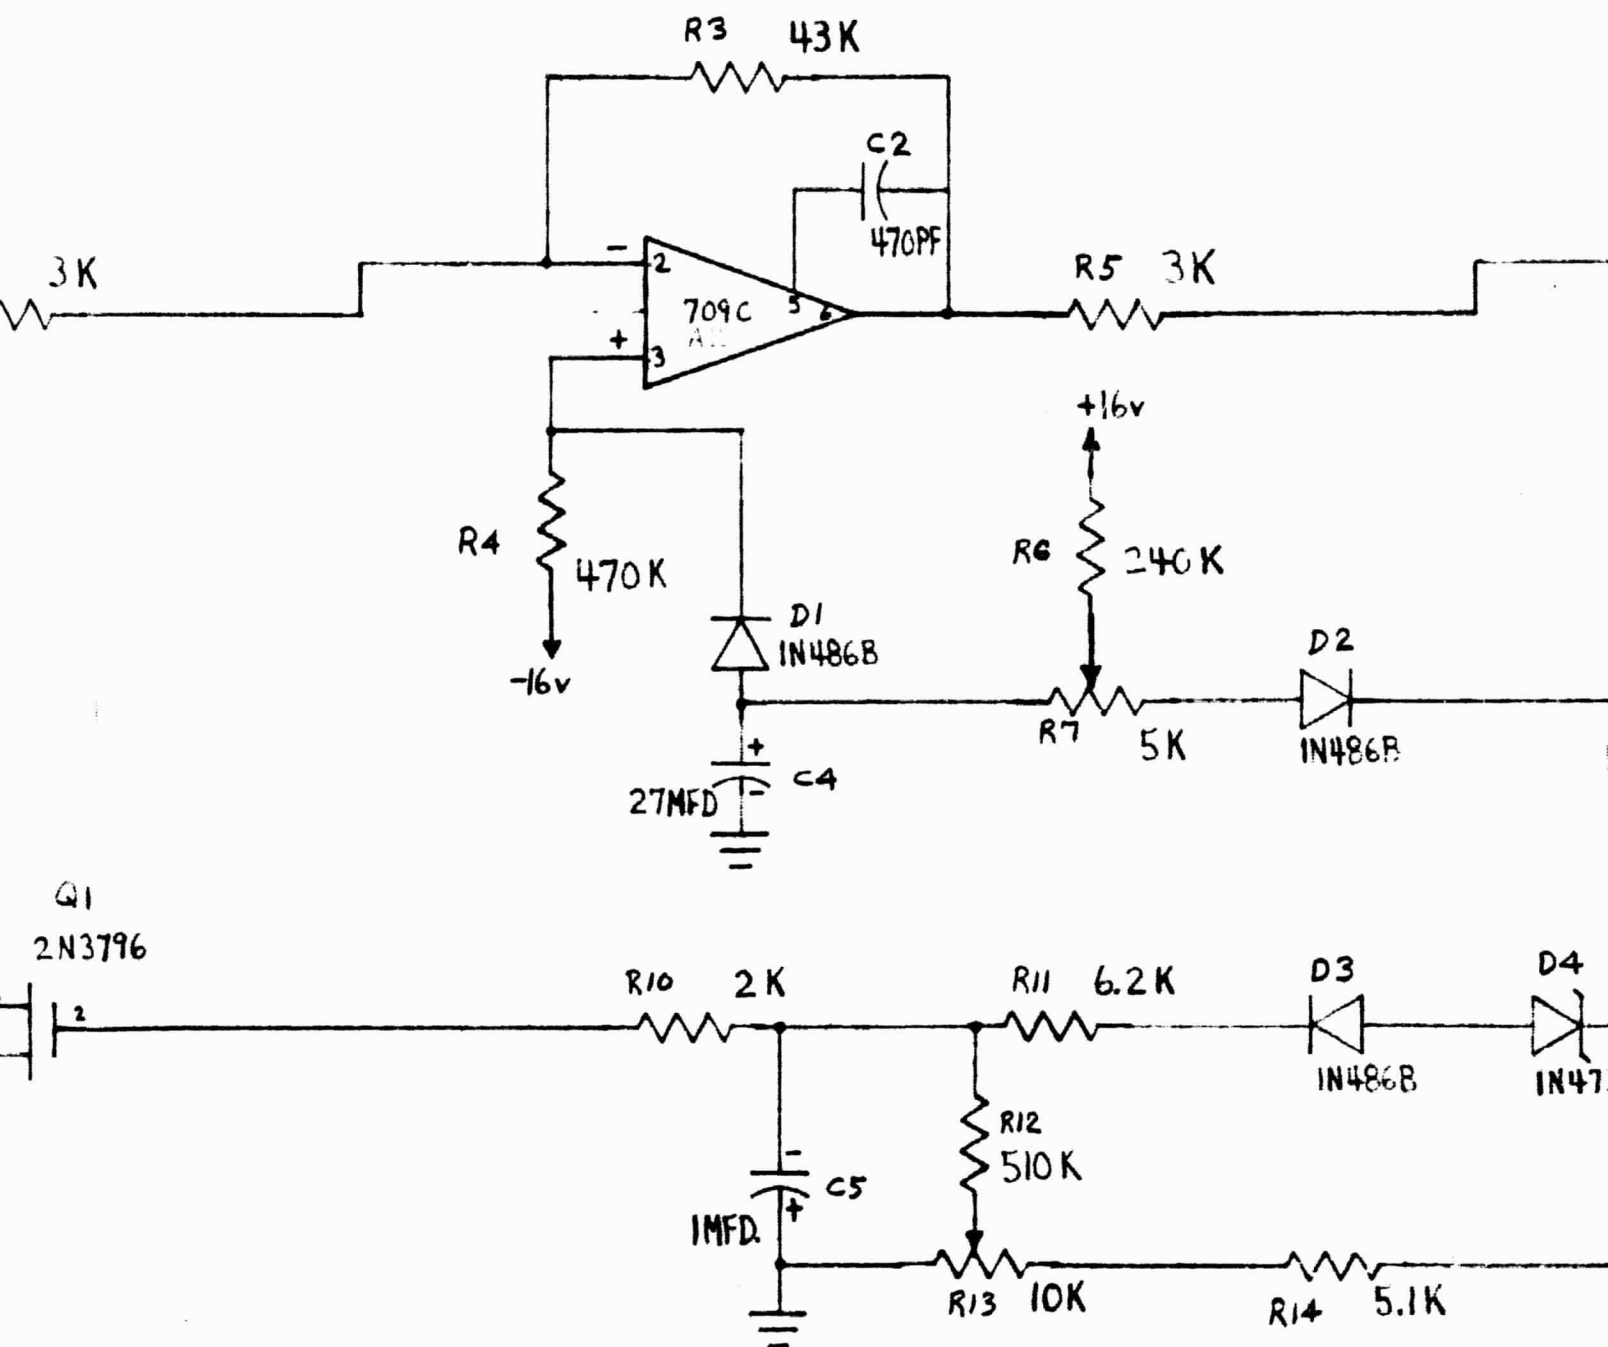 R3 43K
C2
470PF
3K
-
2
709C
5
6
+
3
R5 3K
+16v
R4
470K
-16v
R6
D1
1N486B
D2
1N486B
R7
5K
+
C4
27MFD
-
Q1
2N3796
2
R10 2K
R11 6.2K
D3
D4
1N486B
1N47
R12
510K
-
C5
+
1MFD.
R13 10K
R14 5.1K